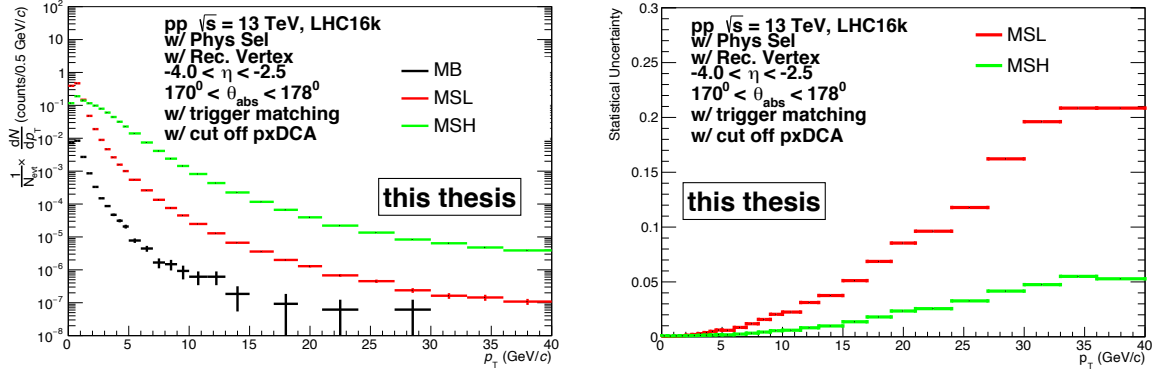 pp √s = 13 TeV, LHC16k
w/ Phys Sel
w/ Rec. Vertex
-4.0 < η < -2.5
170⁰ < θabs < 178⁰
w/ trigger matching
w/ cut off pxDCA
MB
MSL
MSH
this thesis
1/Nevt × dN/dpT (counts/0.5 GeV/c)
10
1
10⁻¹
10⁻²
10⁻³
10⁻⁴
10⁻⁵
10⁻⁶
10⁻⁷
10⁻⁸
0 5 10 15 20 25 30 35 40
pT (GeV/c)
pp √s = 13 TeV, LHC16k
w/ Phys Sel
w/ Rec. Vertex
-4.0 < η < -2.5
170⁰ < θabs < 178⁰
w/ trigger matching
w/ cut off pxDCA
MSL
MSH
this thesis
Statistical Uncertainty
0.3
0.25
0.2
0.15
0.1
0.05
0
0 5 10 15 20 25 30 35 40
pT (GeV/c)